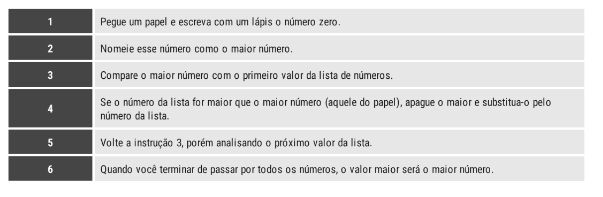 1 Pegue um papel e escreva com um lápis o número zero.
2 Nomeie esse número como o maior número.
3 Compare o maior número com o primeiro valor da lista de números.
4 Se o número da lista for maior que o maior número (aquele do papel), apague o maior e substitua-o pelo
número da lista.
5 Volte a instrução 3, porém analisando o próximo valor da lista.
6 Quando você terminar de passar por todos os números, o valor maior será o maior número.